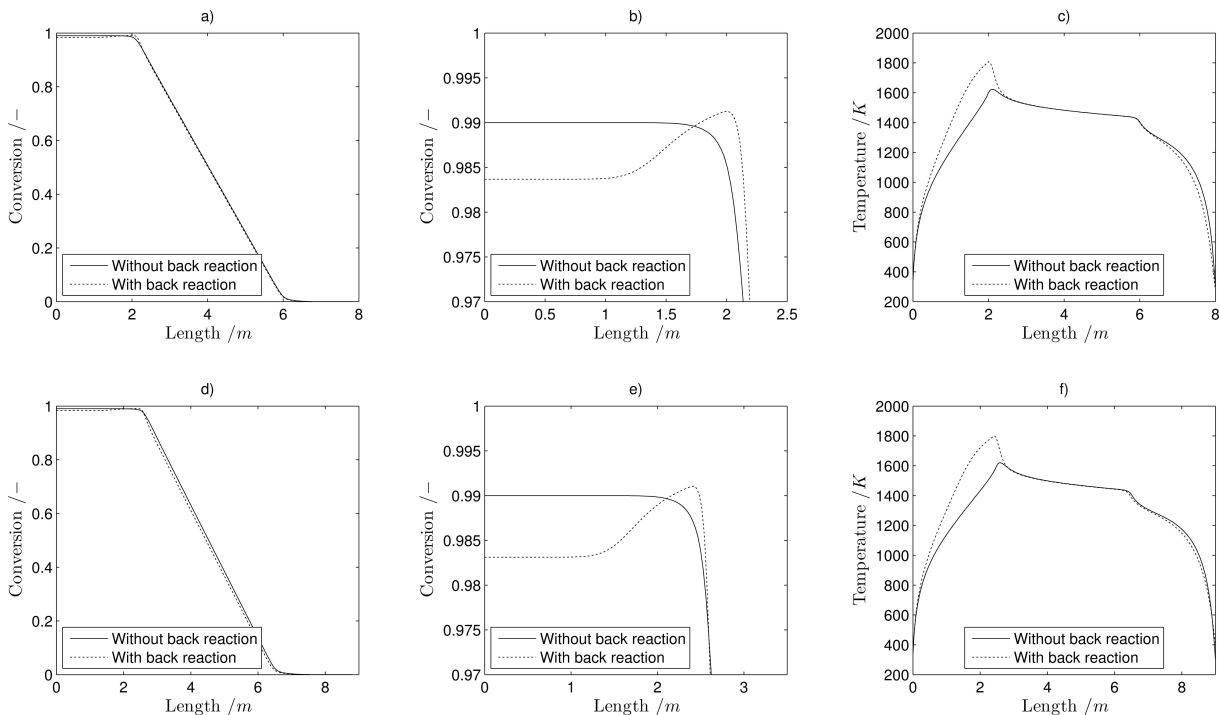 a)
Conversion /−
1
0.8
0.6
0.4
0.2
0
Without back reaction
With back reaction
0 2 4 6 8
Length /m
b)
Conversion /−
1
0.995
0.99
0.985
0.98
0.975
0.97
Without back reaction
With back reaction
0 0.5 1 1.5 2 2.5
Length /m
c)
Temperature /K
2000
1800
1600
1400
1200
1000
800
600
400
200
Without back reaction
With back reaction
0 2 4 6 8
Length /m
d)
Conversion /−
1
0.8
0.6
0.4
0.2
0
Without back reaction
With back reaction
0 2 4 6 8
Length /m
e)
Conversion /−
1
0.995
0.99
0.985
0.98
0.975
0.97
Without back reaction
With back reaction
0 1 2 3
Length /m
f)
Temperature /K
2000
1800
1600
1400
1200
1000
800
600
400
200
Without back reaction
With back reaction
0 2 4 6 8
Length /m